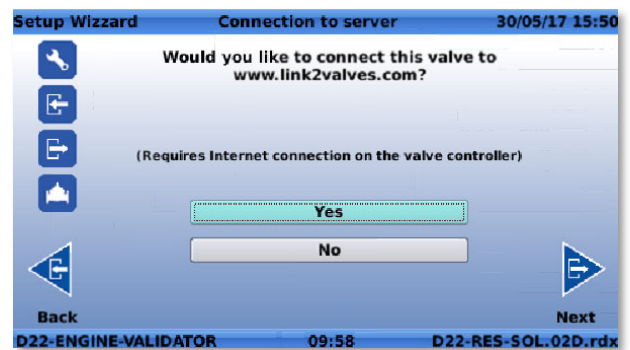 Setup Wizzard Connection to server 30/05/17 15:50
Would you like to connect this valve to
www.link2valves.com?
(Requires Internet connection on the valve controller)
Yes
No
Back Next
D22-ENGINE-VALIDATOR 09:58 D22-RES-SOL.02D.rdx